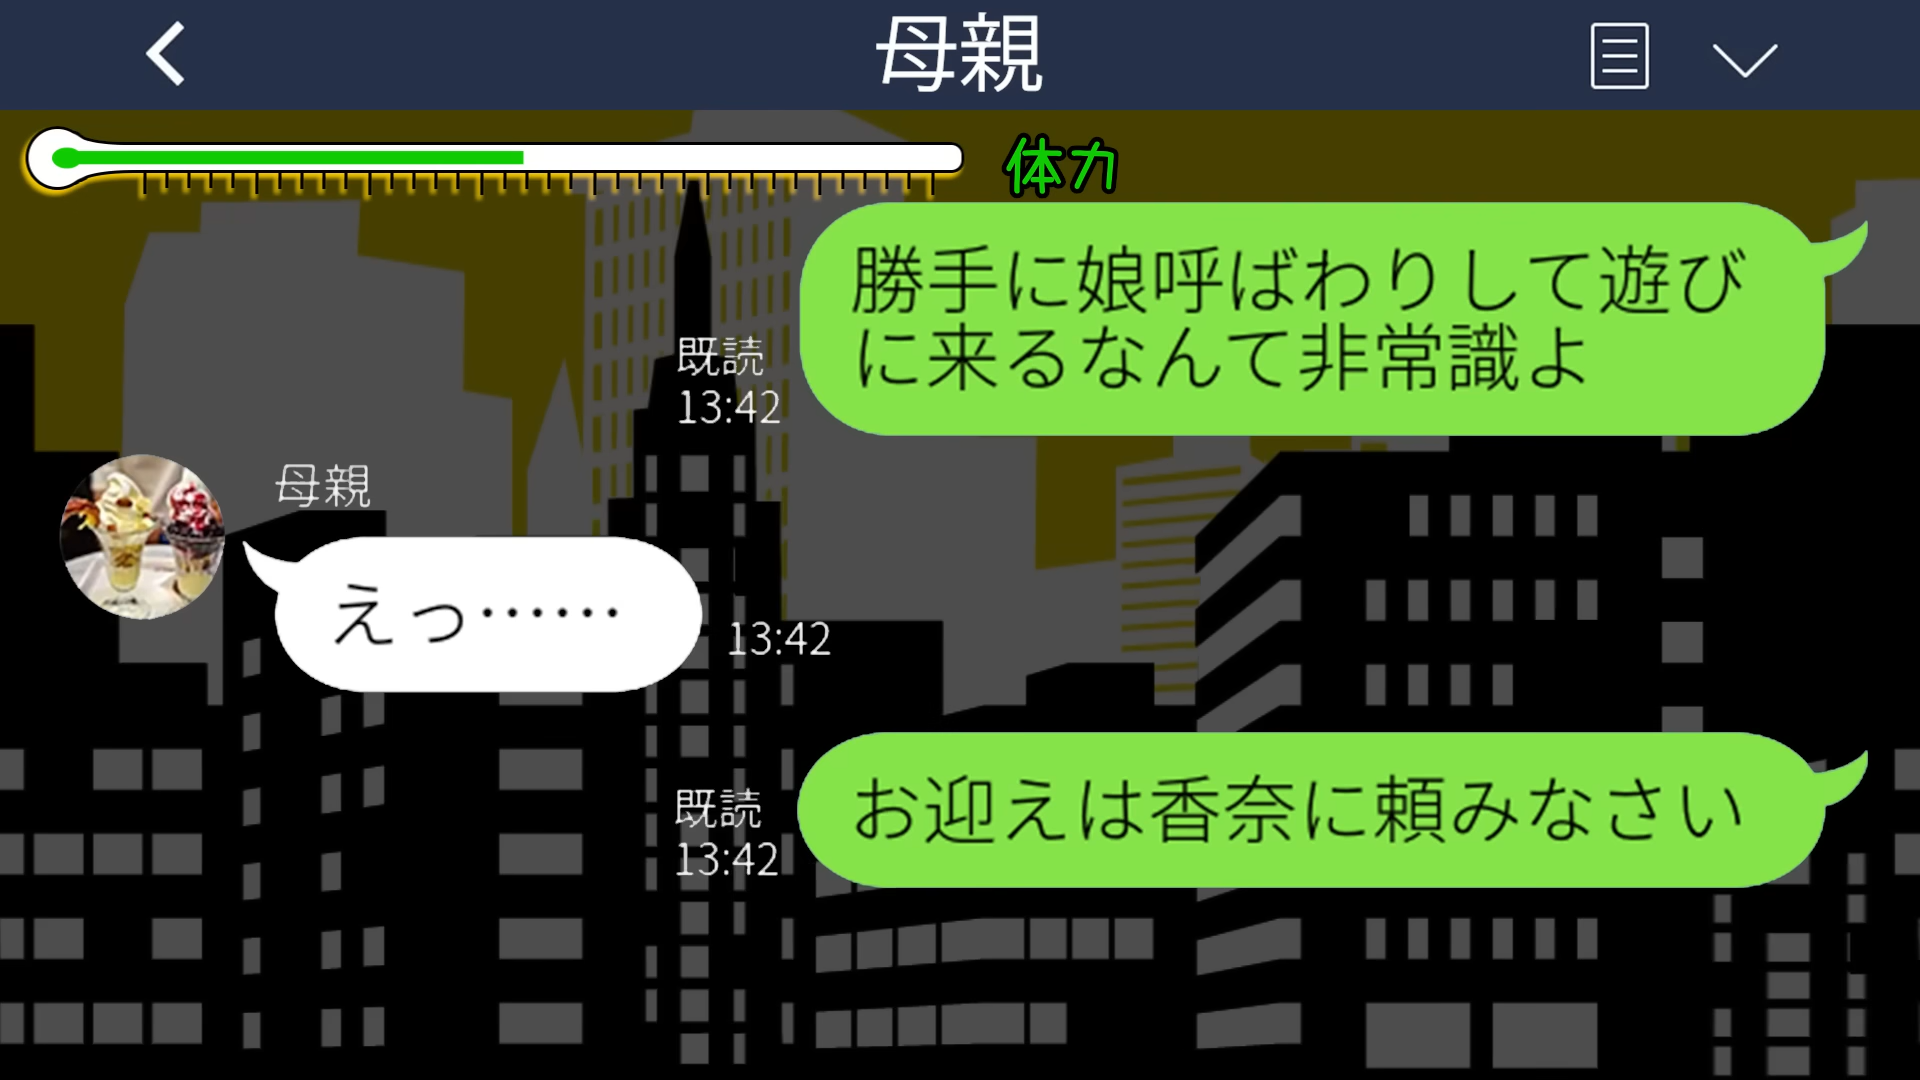 母親
体力
勝手に娘呼ばわりして遊び
に来るなんて非常識よ
既読
13:42
母親
えっ……
13:42
お迎えは香奈に頼みなさい
既読
13:42